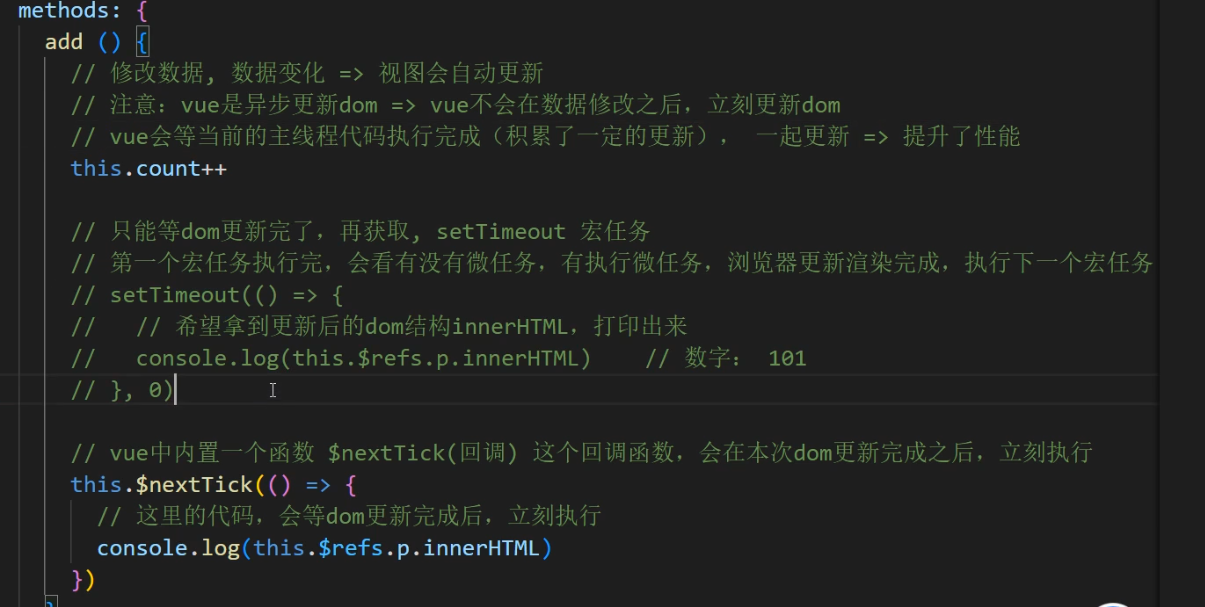 methods: {
add () {
// 修改数据, 数据变化 => 视图会自动更新
// 注意：vue是异步更新dom => vue不会在数据修改之后，立刻更新dom
// vue会等当前的主线程代码执行完成（积累了一定的更新）， 一起更新 => 提升了性能
this.count++
// 只能等dom更新完了，再获取, setTimeout 宏任务
// 第一个宏任务执行完，会看有没有微任务，有执行微任务，浏览器更新渲染完成，执行下一个宏任务
// setTimeout(() => {
//   // 希望拿到更新后的dom结构innerHTML，打印出来
//   console.log(this.$refs.p.innerHTML)    // 数字： 101
// }, 0)
// vue中内置一个函数 $nextTick(回调) 这个回调函数，会在本次dom更新完成之后，立刻执行
this.$nextTick(() => {
// 这里的代码，会等dom更新完成后，立刻执行
console.log(this.$refs.p.innerHTML)
})
}